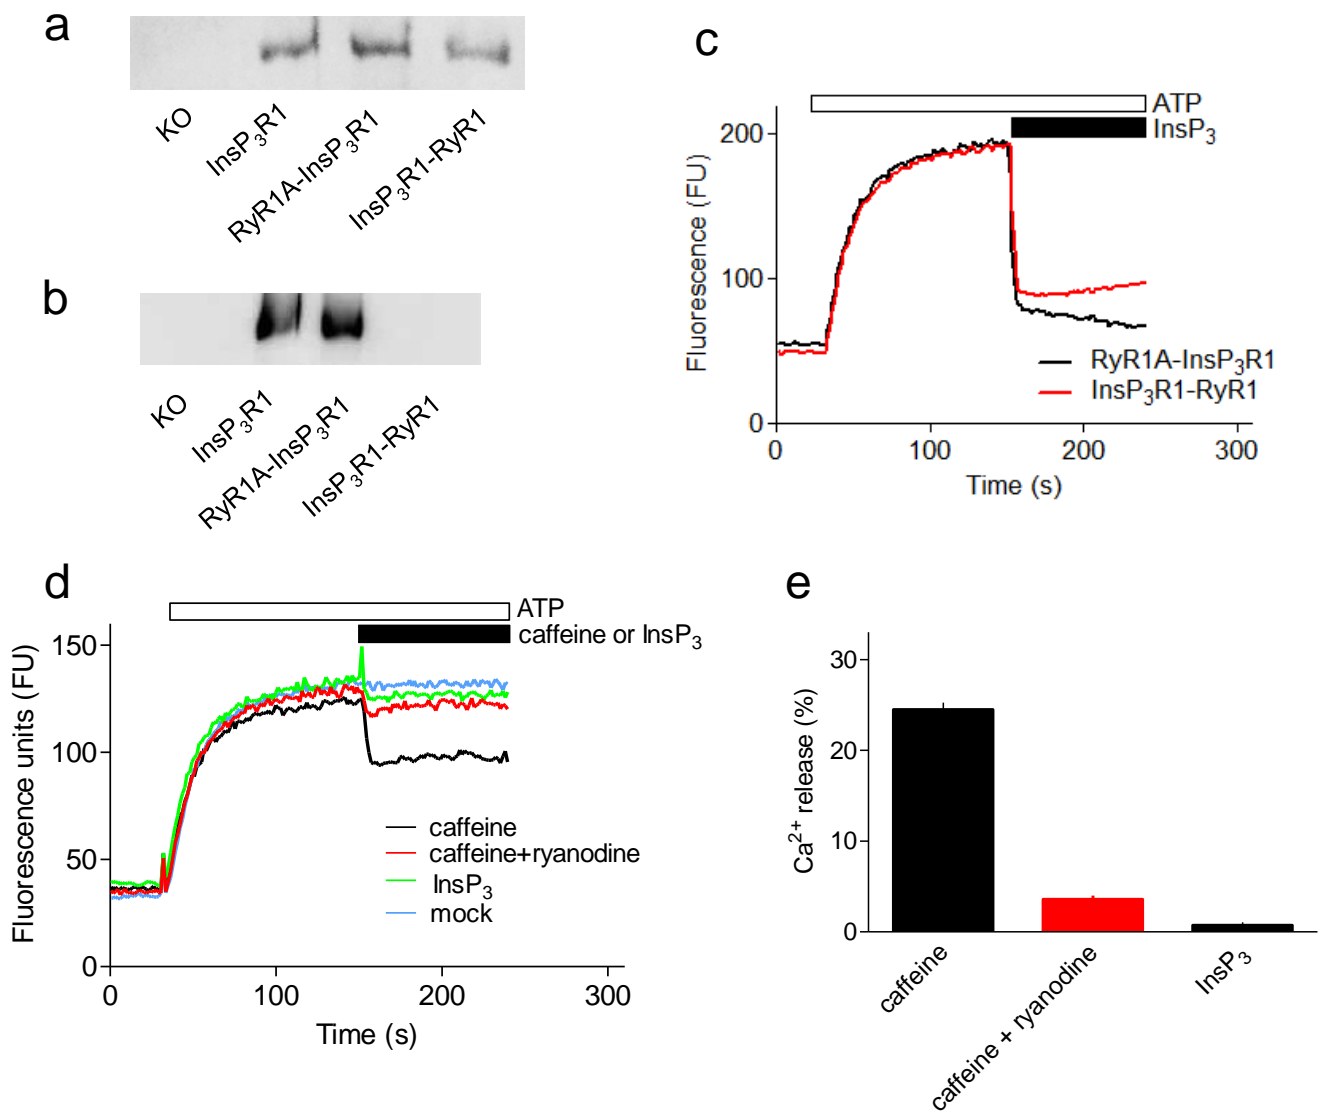 a
KO
InsP3R1
RyR1A-InsP3R1
InsP3R1-RyR1
b
KO
InsP3R1
RyR1A-InsP3R1
InsP3R1-RyR1
c
ATP
InsP3
200
100
0
Fluorescence (FU)
RyR1A-InsP3R1
InsP3R1-RyR1
0 100 200 300
Time (s)
d
ATP
caffeine or InsP3
150
100
50
0
Fluorescence units (FU)
caffeine
caffeine+ryanodine
InsP3
mock
0 100 200 300
Time (s)
e
30
20
10
0
Ca2+ release (%)
caffeine
caffeine + ryanodine
InsP3